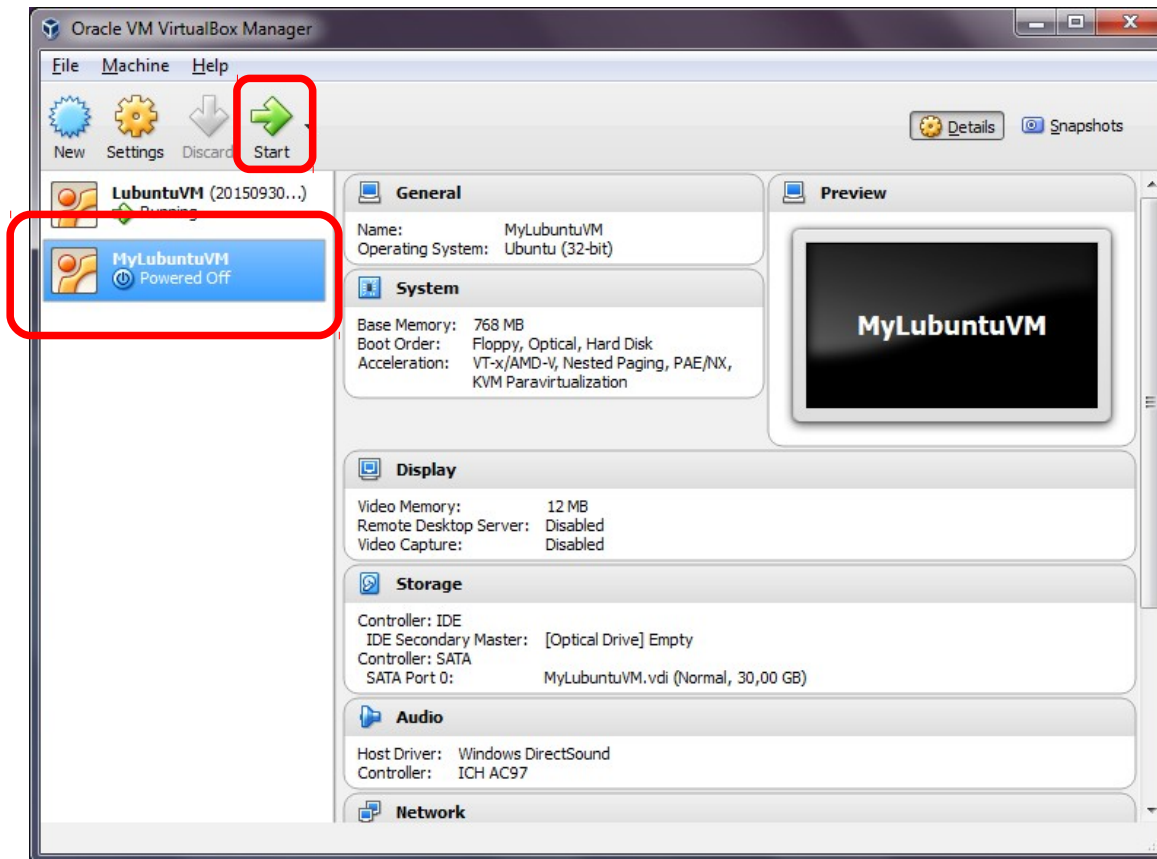 Oracle VM VirtualBox Manager
File Machine Help
New Settings Discard Start
Details Snapshots
LubuntuVM (20150930...)
Running
MyLubuntuVM
Powered Off
General
Name: MyLubuntuVM
Operating System: Ubuntu (32-bit)
System
Base Memory: 768 MB
Boot Order: Floppy, Optical, Hard Disk
Acceleration: VT-x/AMD-V, Nested Paging, PAE/NX,
KVM Paravirtualization
Preview
MyLubuntuVM
Display
Video Memory: 12 MB
Remote Desktop Server: Disabled
Video Capture: Disabled
Storage
Controller: IDE
IDE Secondary Master: [Optical Drive] Empty
Controller: SATA
SATA Port 0: MyLubuntuVM.vdi (Normal, 30,00 GB)
Audio
Host Driver: Windows DirectSound
Controller: ICH AC97
Network